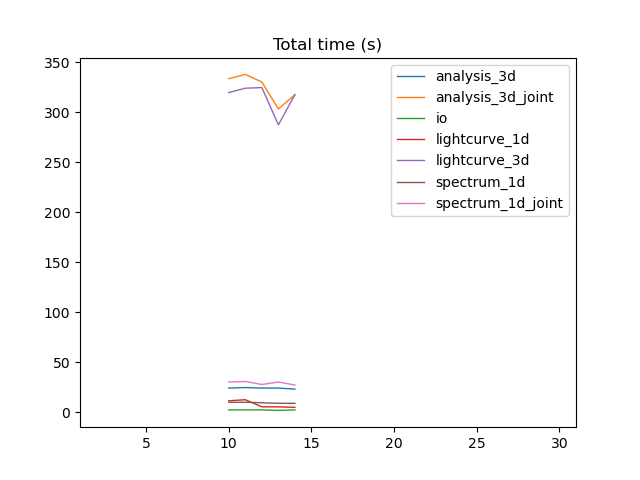 Total time (s)
350
300
250
200
150
100
50
0
5
10
15
20
25
30
analysis_3d
analysis_3d_joint
io
lightcurve_1d
lightcurve_3d
spectrum_1d
spectrum_1d_joint